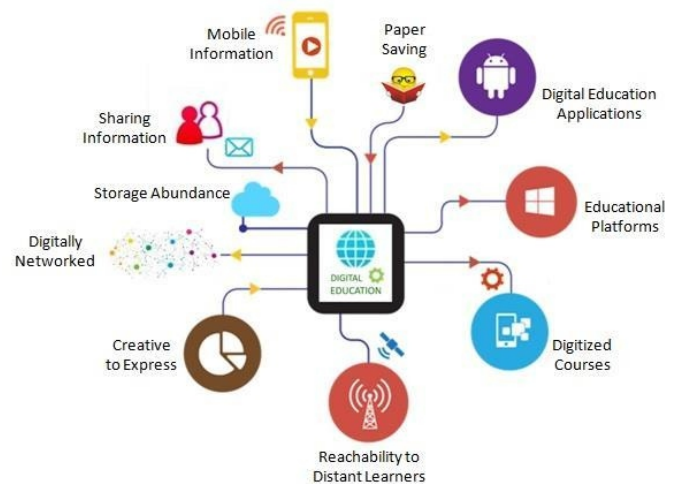 Mobile
Information
Paper
Saving
Digital Education
Applications
Sharing
Information
Storage Abundance
Educational
Platforms
Digitally
Networked
DIGITAL
EDUCATION
Creative
to Express
Digitized
Courses
Reachability to
Distant Learners